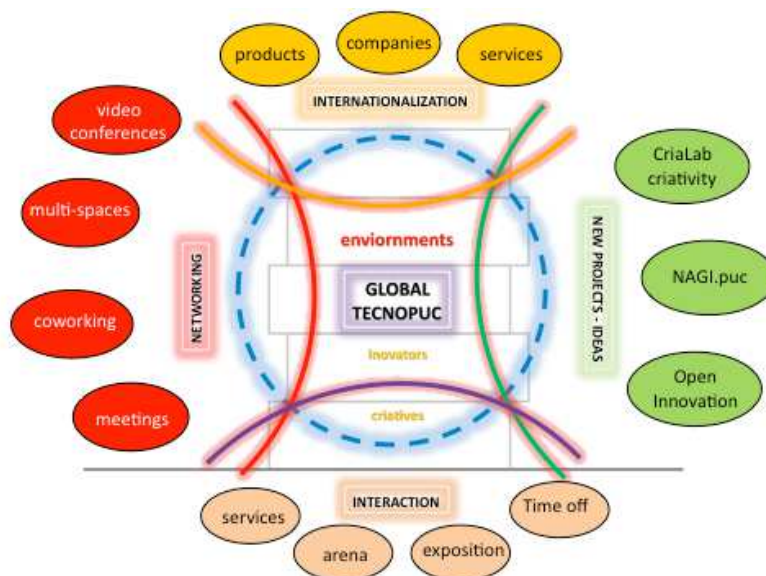 companies
products
services
INTERNATIONALIZATION
video
conferences
CriaLab
criativity
multi-spaces
enviornments
NETWORKING
NEW PROJECTS - IDEAS
NAGI.puc
GLOBAL
TECNOPUC
coworking
Inovators
Open
Innovation
criatives
meetings
INTERACTION
services
Time off
arena
exposition